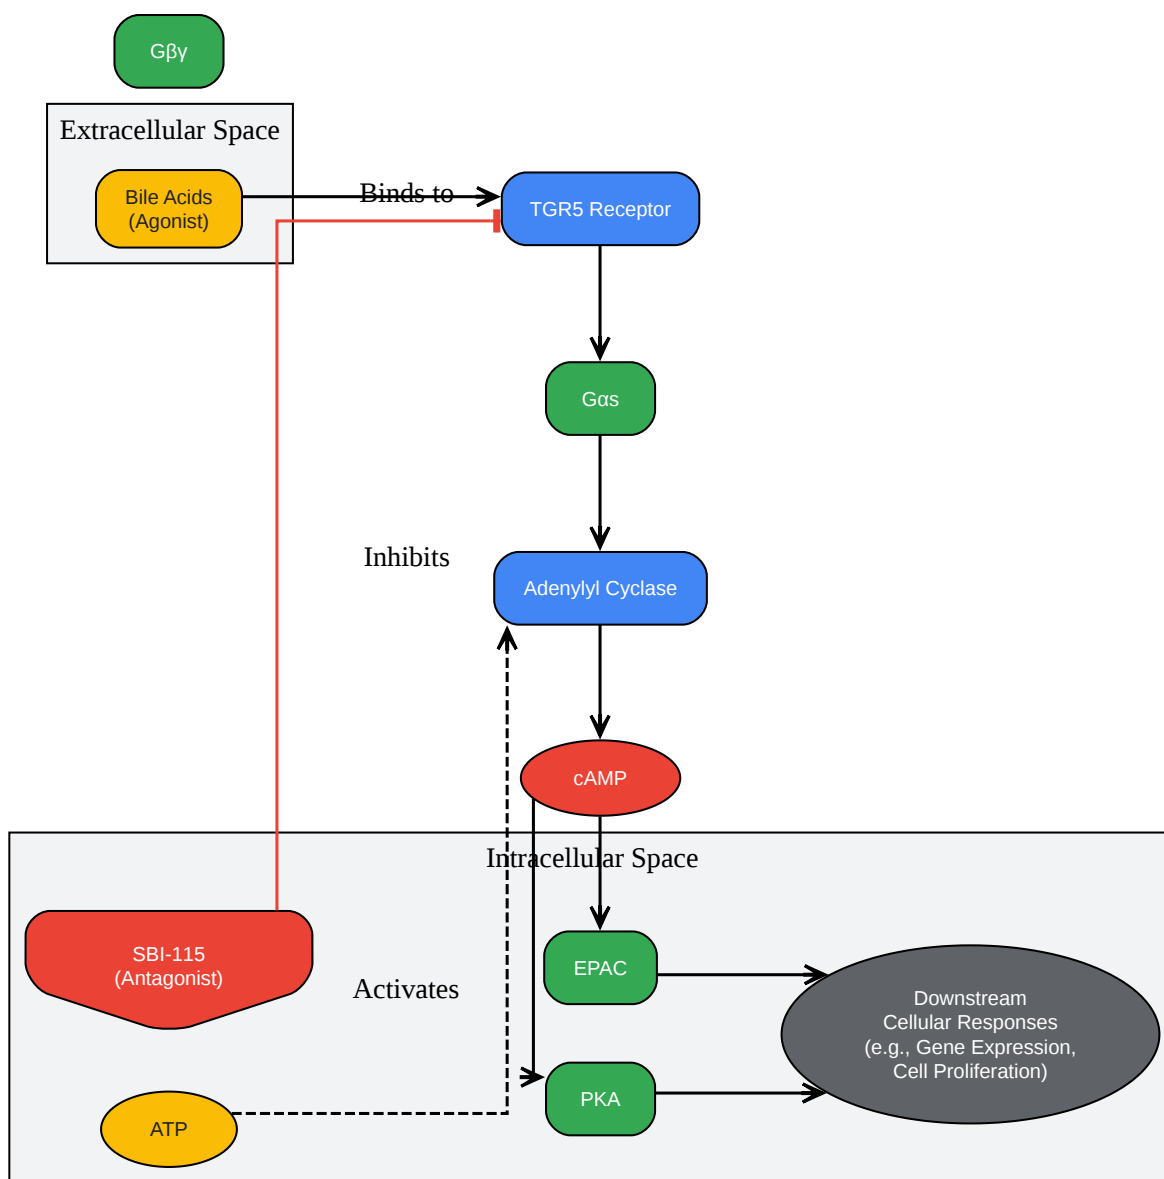 Gβγ
Extracellular Space
Bile Acids
(Agonist)
Binds to
TGR5 Receptor
Gαs
Inhibits
Adenylyl Cyclase
cAMP
Intracellular Space
SBI-115
(Antagonist)
Activates
EPAC
Downstream
Cellular Responses
(e.g., Gene Expression,
Cell Proliferation)
PKA
ATP